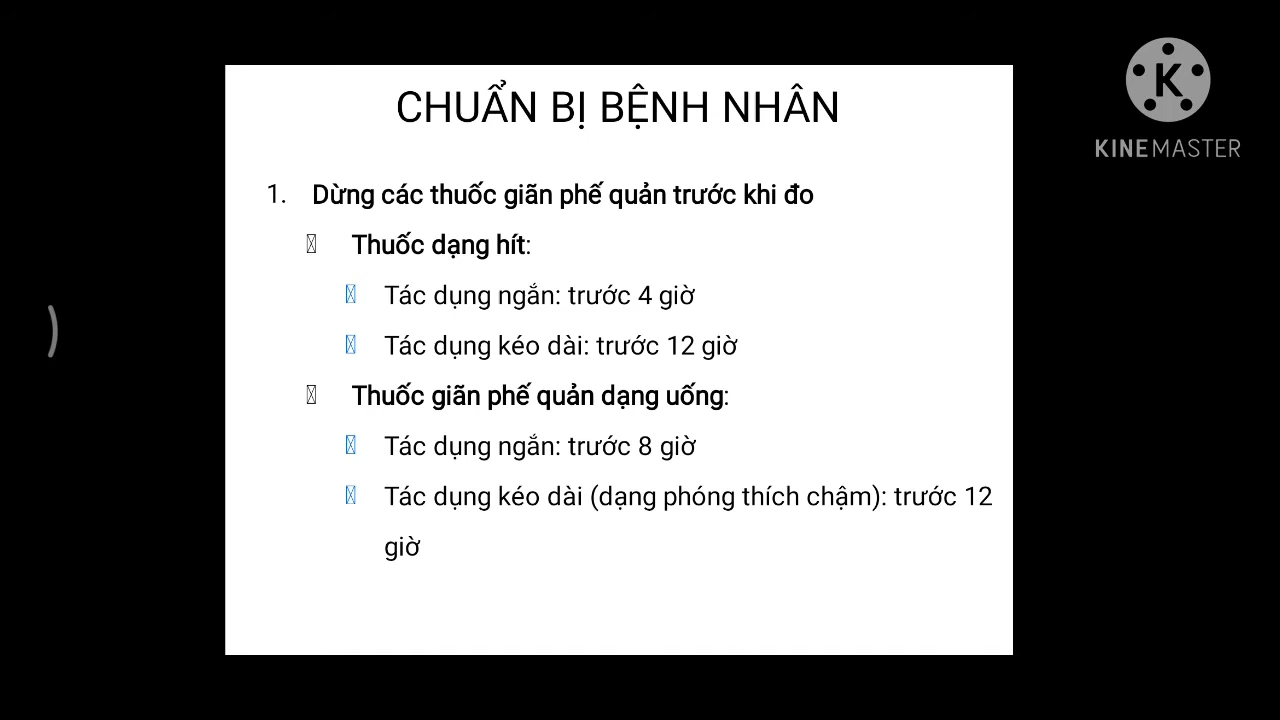 CHUẨN BỊ BỆNH NHÂN
K
KINEMASTER
1. Dừng các thuốc giãn phế quản trước khi đo
Thuốc dạng hít:
Tác dụng ngắn: trước 4 giờ
Tác dụng kéo dài: trước 12 giờ
Thuốc giãn phế quản dạng uống:
Tác dụng ngắn: trước 8 giờ
Tác dụng kéo dài (dạng phóng thích chậm): trước 12
giờ